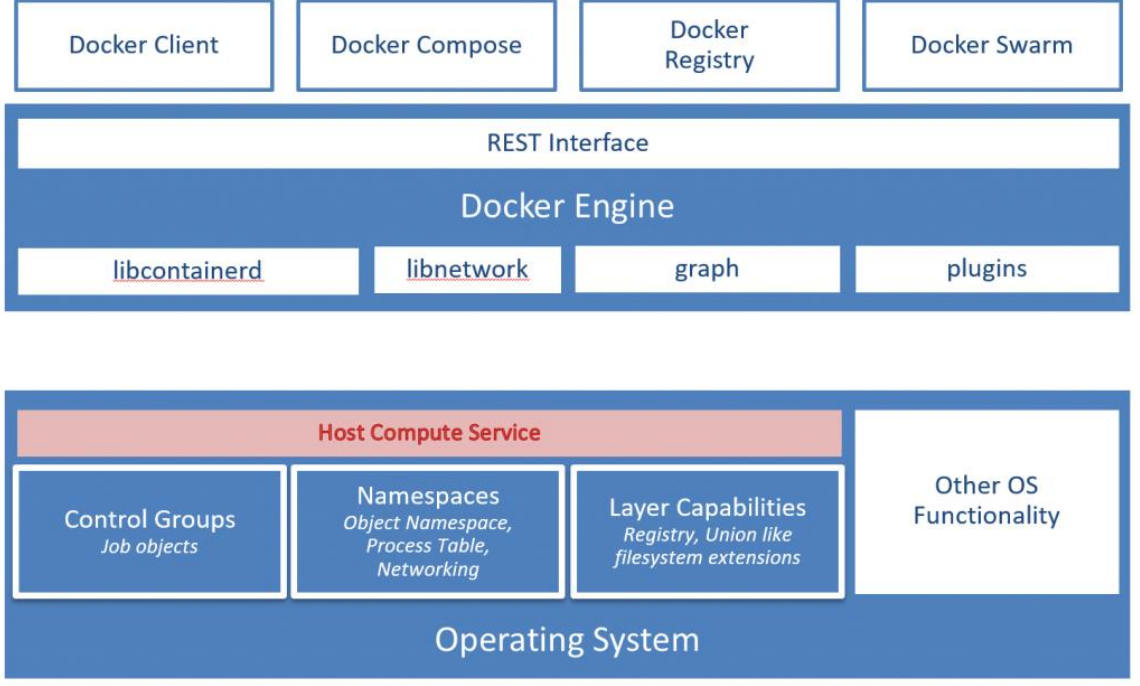 Docker Client
Docker Compose
Docker
Registry
Docker Swarm
REST Interface
Docker Engine
libcontainerd
libnetwork
graph
plugins
Host Compute Service
Control Groups
Job objects
Namespaces
Object Namespace,
Process Table,
Networking
Layer Capabilities
Registry, Union like
filesystem extensions
Other OS
Functionality
Operating System